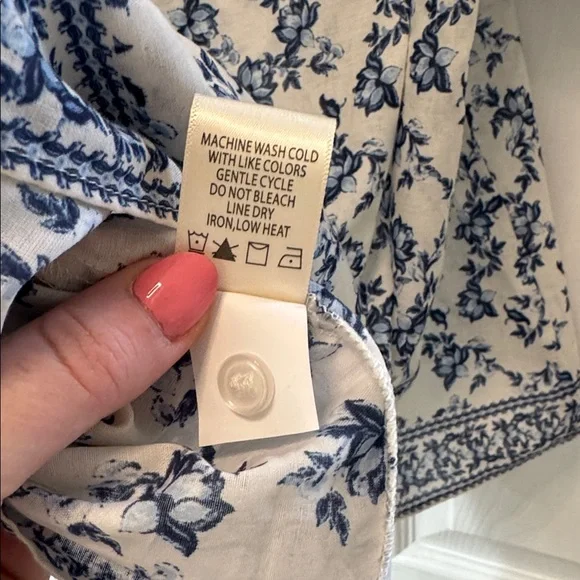 MACHINE WASH COLD
WITH LIKE COLORS
GENTLE CYCLE
DO NOT BLEACH
LINE DRY
IRON,LOW HEAT